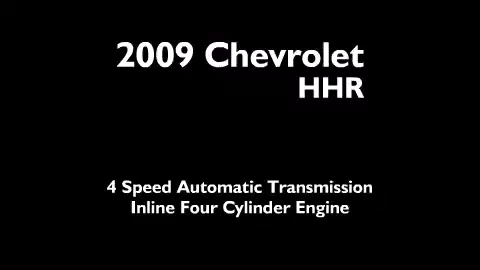 2009 Chevrolet
HHR
4 Speed Automatic Transmission
Inline Four Cylinder Engine